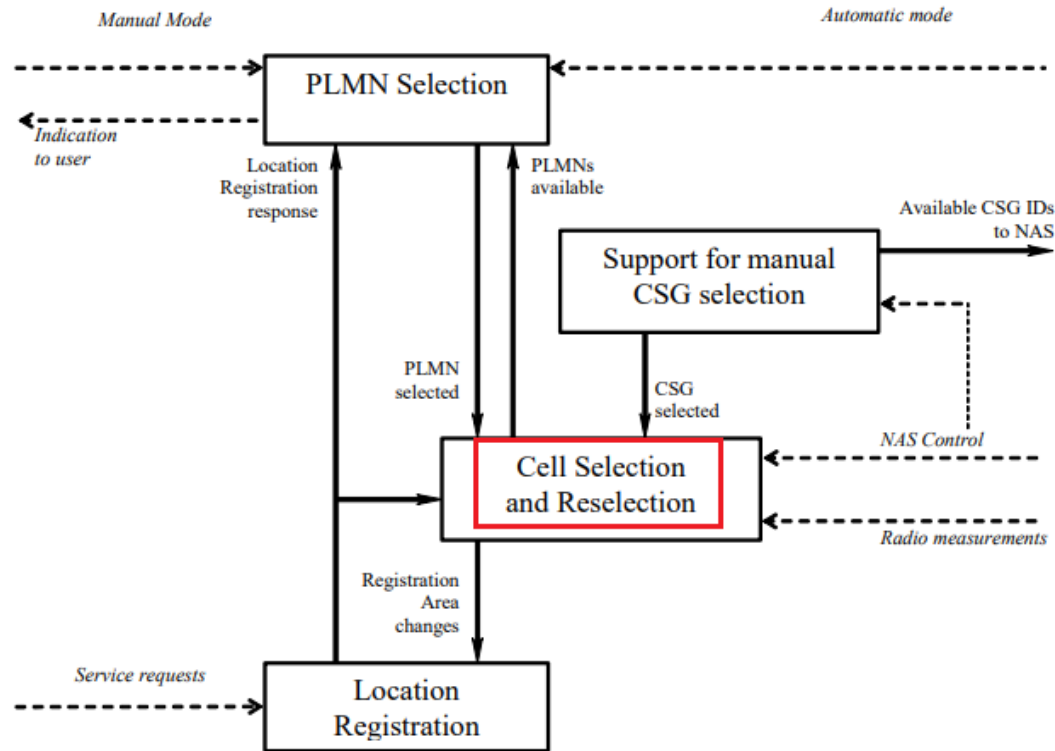 Manual Mode
Automatic mode
PLMN Selection
Indication
to user
Location
Registration
response
PLMNs
available
Available CSG IDs
to NAS
Support for manual
CSG selection
PLMN
selected
CSG
selected
NAS Control
Cell Selection
and Reselection
Radio measurements
Registration
Area
changes
Service requests
Location
Registration